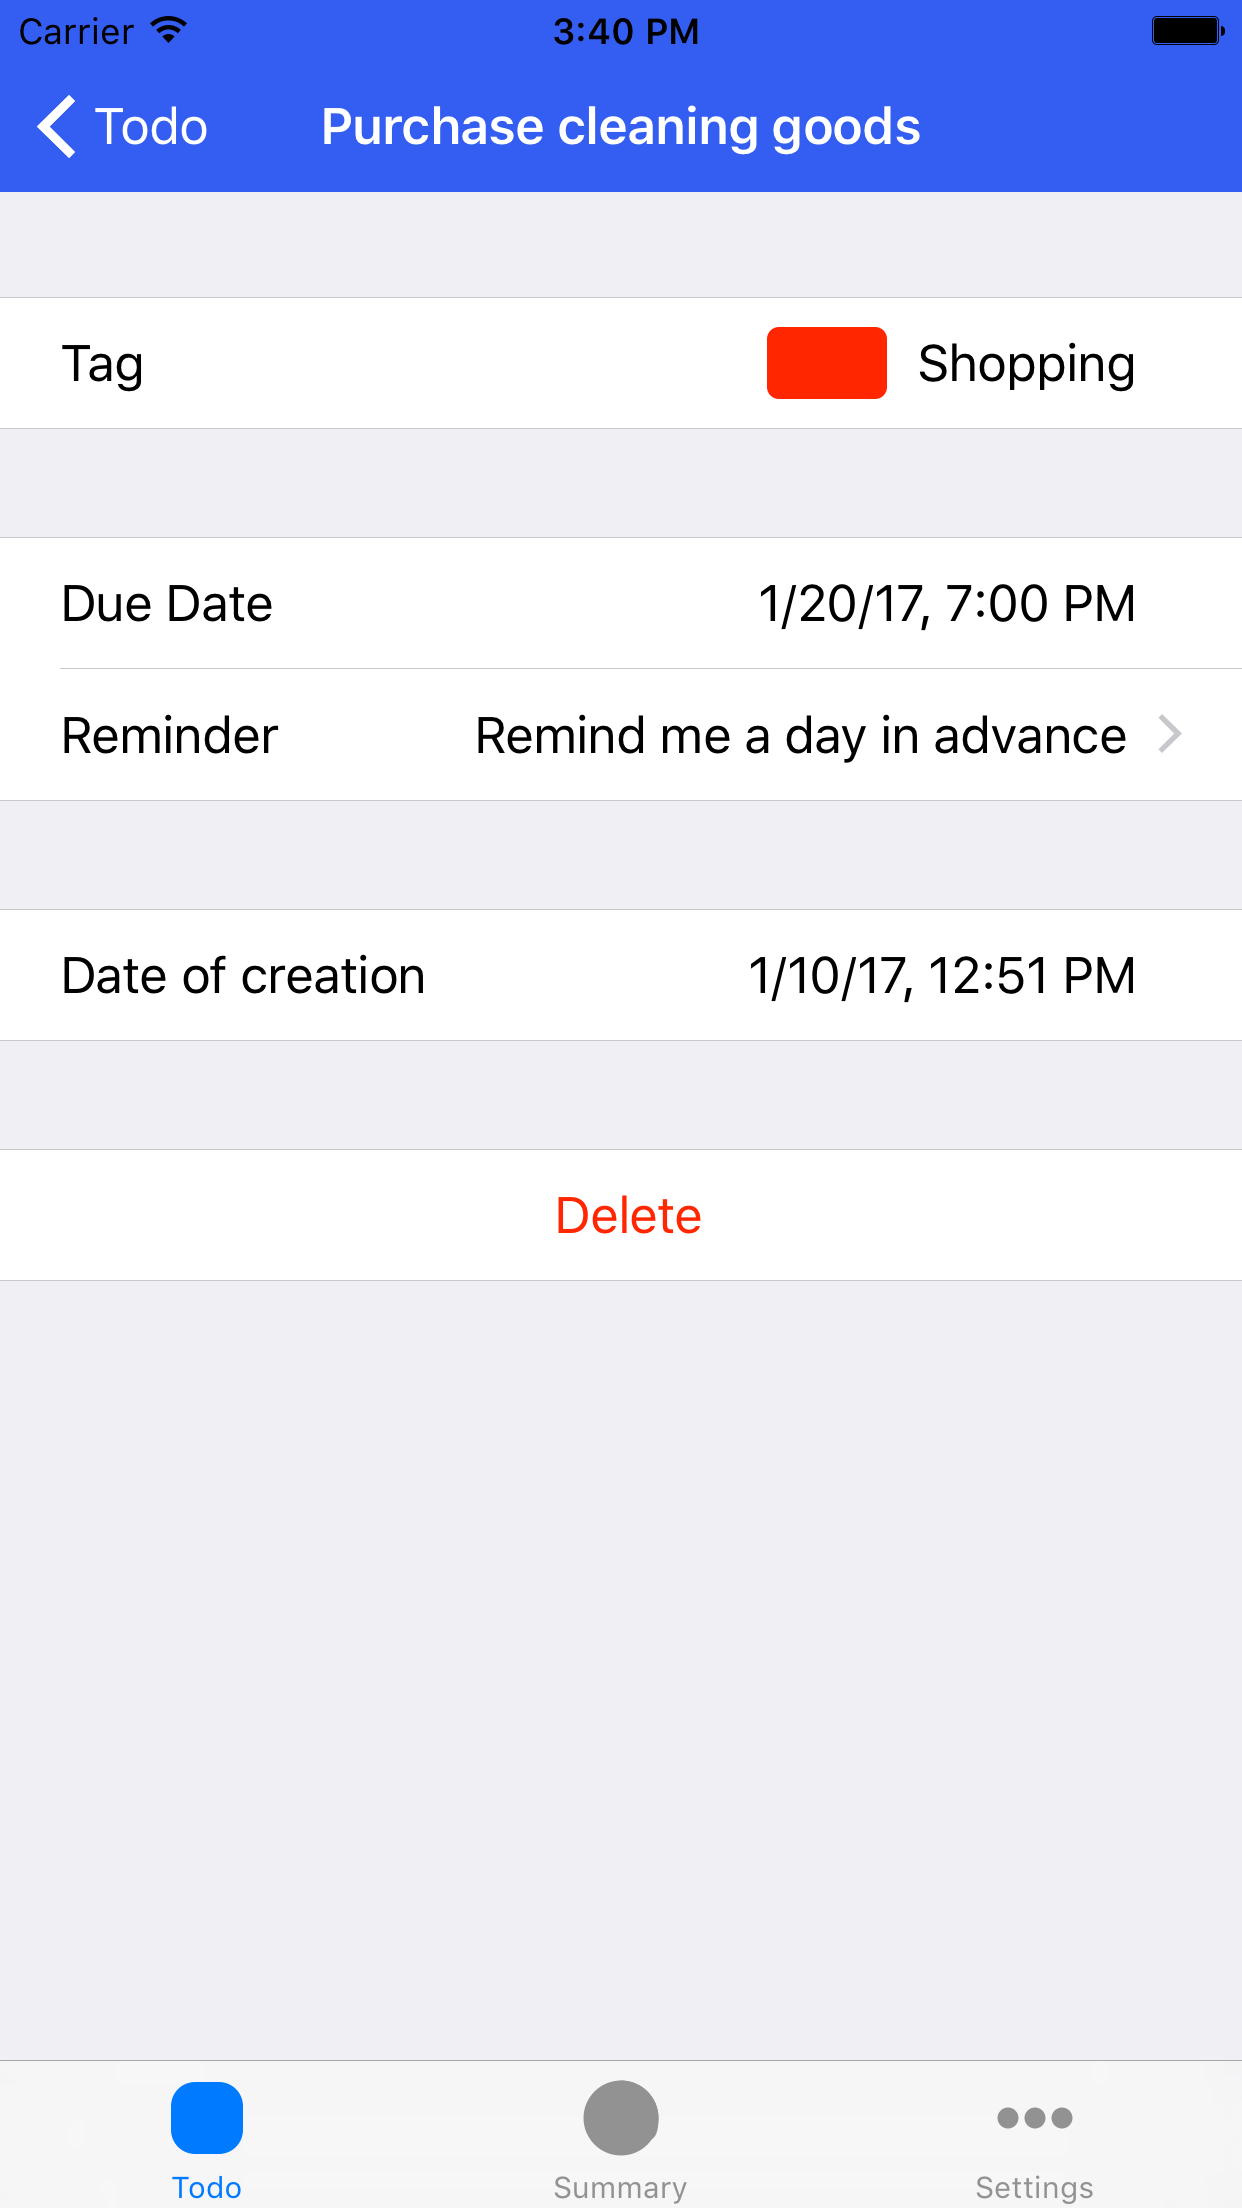 Carrier 3:40 PM
Todo Purchase cleaning goods
Tag Shopping
Due Date 1/20/17, 7:00 PM
Reminder Remind me a day in advance
Date of creation 1/10/17, 12:51 PM
Delete
Todo Summary Settings